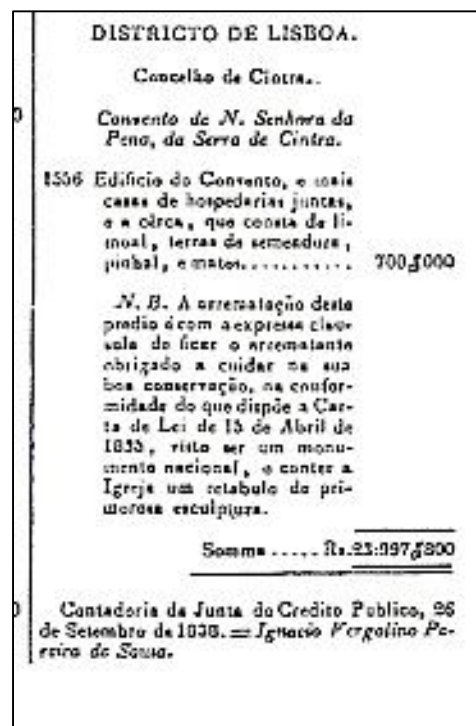 DISTRICTO DE LISBOA.
Concelho de Cintra.
Convento de N. Senhora da
Pena, da Serra de Cintra.
1556 Edificio do Convento, e mais
casas de hospedarias juntas,
e a cêrca, que consta de li-
moal, terras de semeadura,
pinhal, e matos........... 700$000
N. B. A arrematação deste
predio é com a expressa clau-
sula de ficar o arrematante
obrigado a cuidar na sua
boa conservação, na confor-
midade do que dispõe a Car-
ta de Lei de 15 de Abril de
1835, visto ser um monu-
mento nacional, e conter a
Igreja um retabulo de pri-
morosa esculptura.
Somma ..... Rs. 23:997$800
Contadoria da Junta do Credito Publico, 26
de Setembro de 1838. = Ignacio Vergolino Pe-
reira de Sousa.